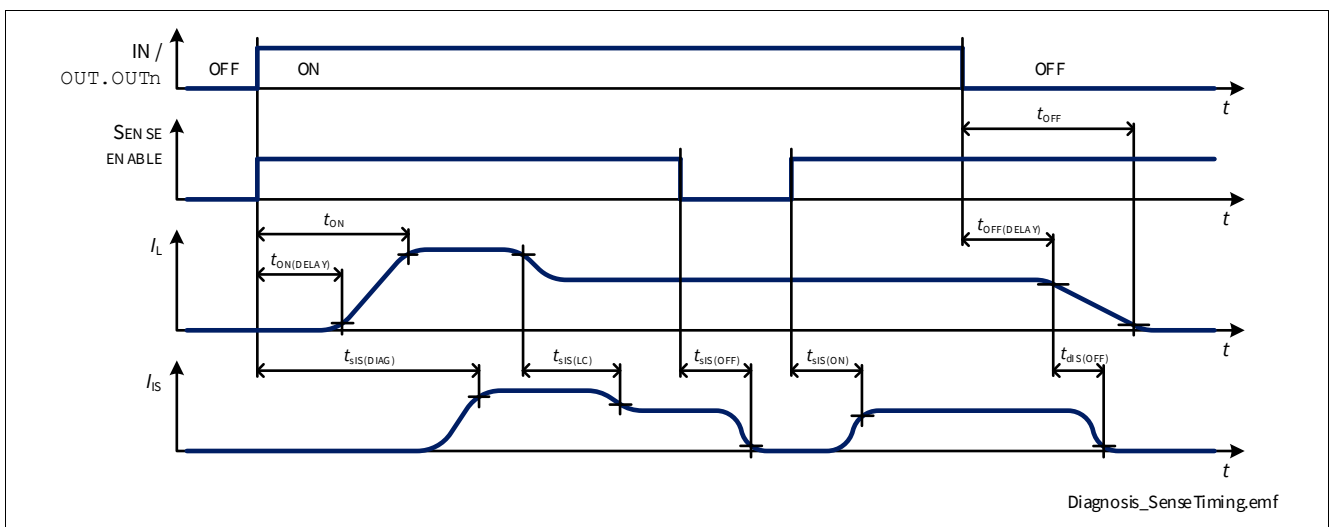 IN /
OUT.OUTn
OFF
ON
OFF
t
SENSE
ENABLE
tOFF
t
IL
tON
tON(DELAY)
tOFF(DELAY)
t
IIS
tsIS(DIAG)
tsIS(LC)
tsIS(OFF)
tsIS(ON)
tdIS(OFF)
t
Diagnosis_SenseTiming.emf